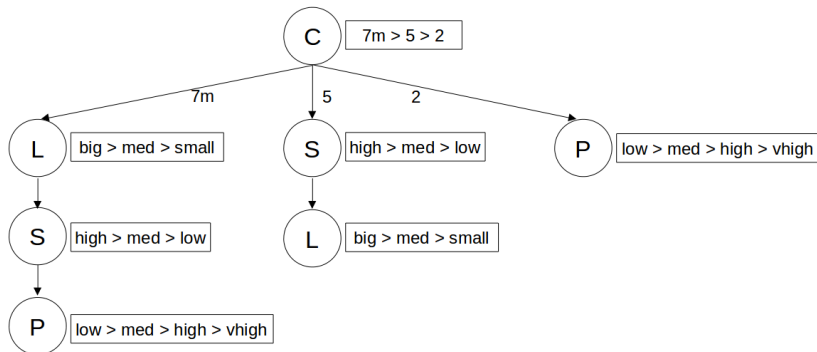 C 7m > 5 > 2
7m 5 2
L big > med > small S high > med > low P low > med > high > vhigh
S high > med > low L big > med > small
P low > med > high > vhigh